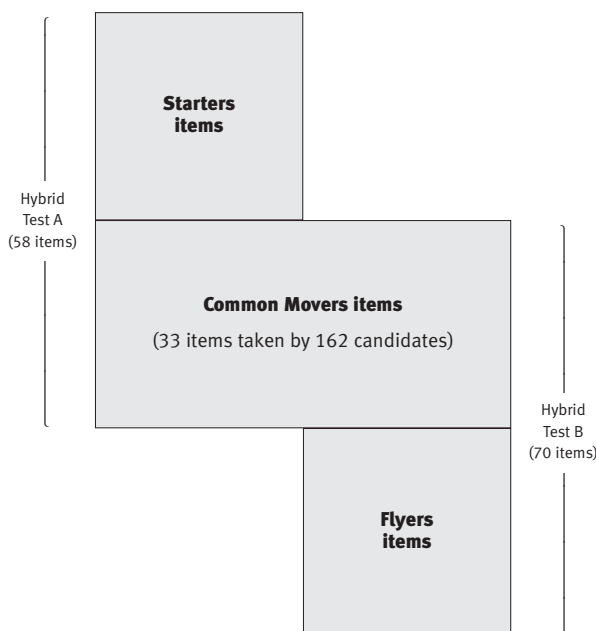 Starters
items
Hybrid
Test A
(58 items)
Common Movers items
(33 items taken by 162 candidates)
Hybrid
Test B
(70 items)
Flyers
items